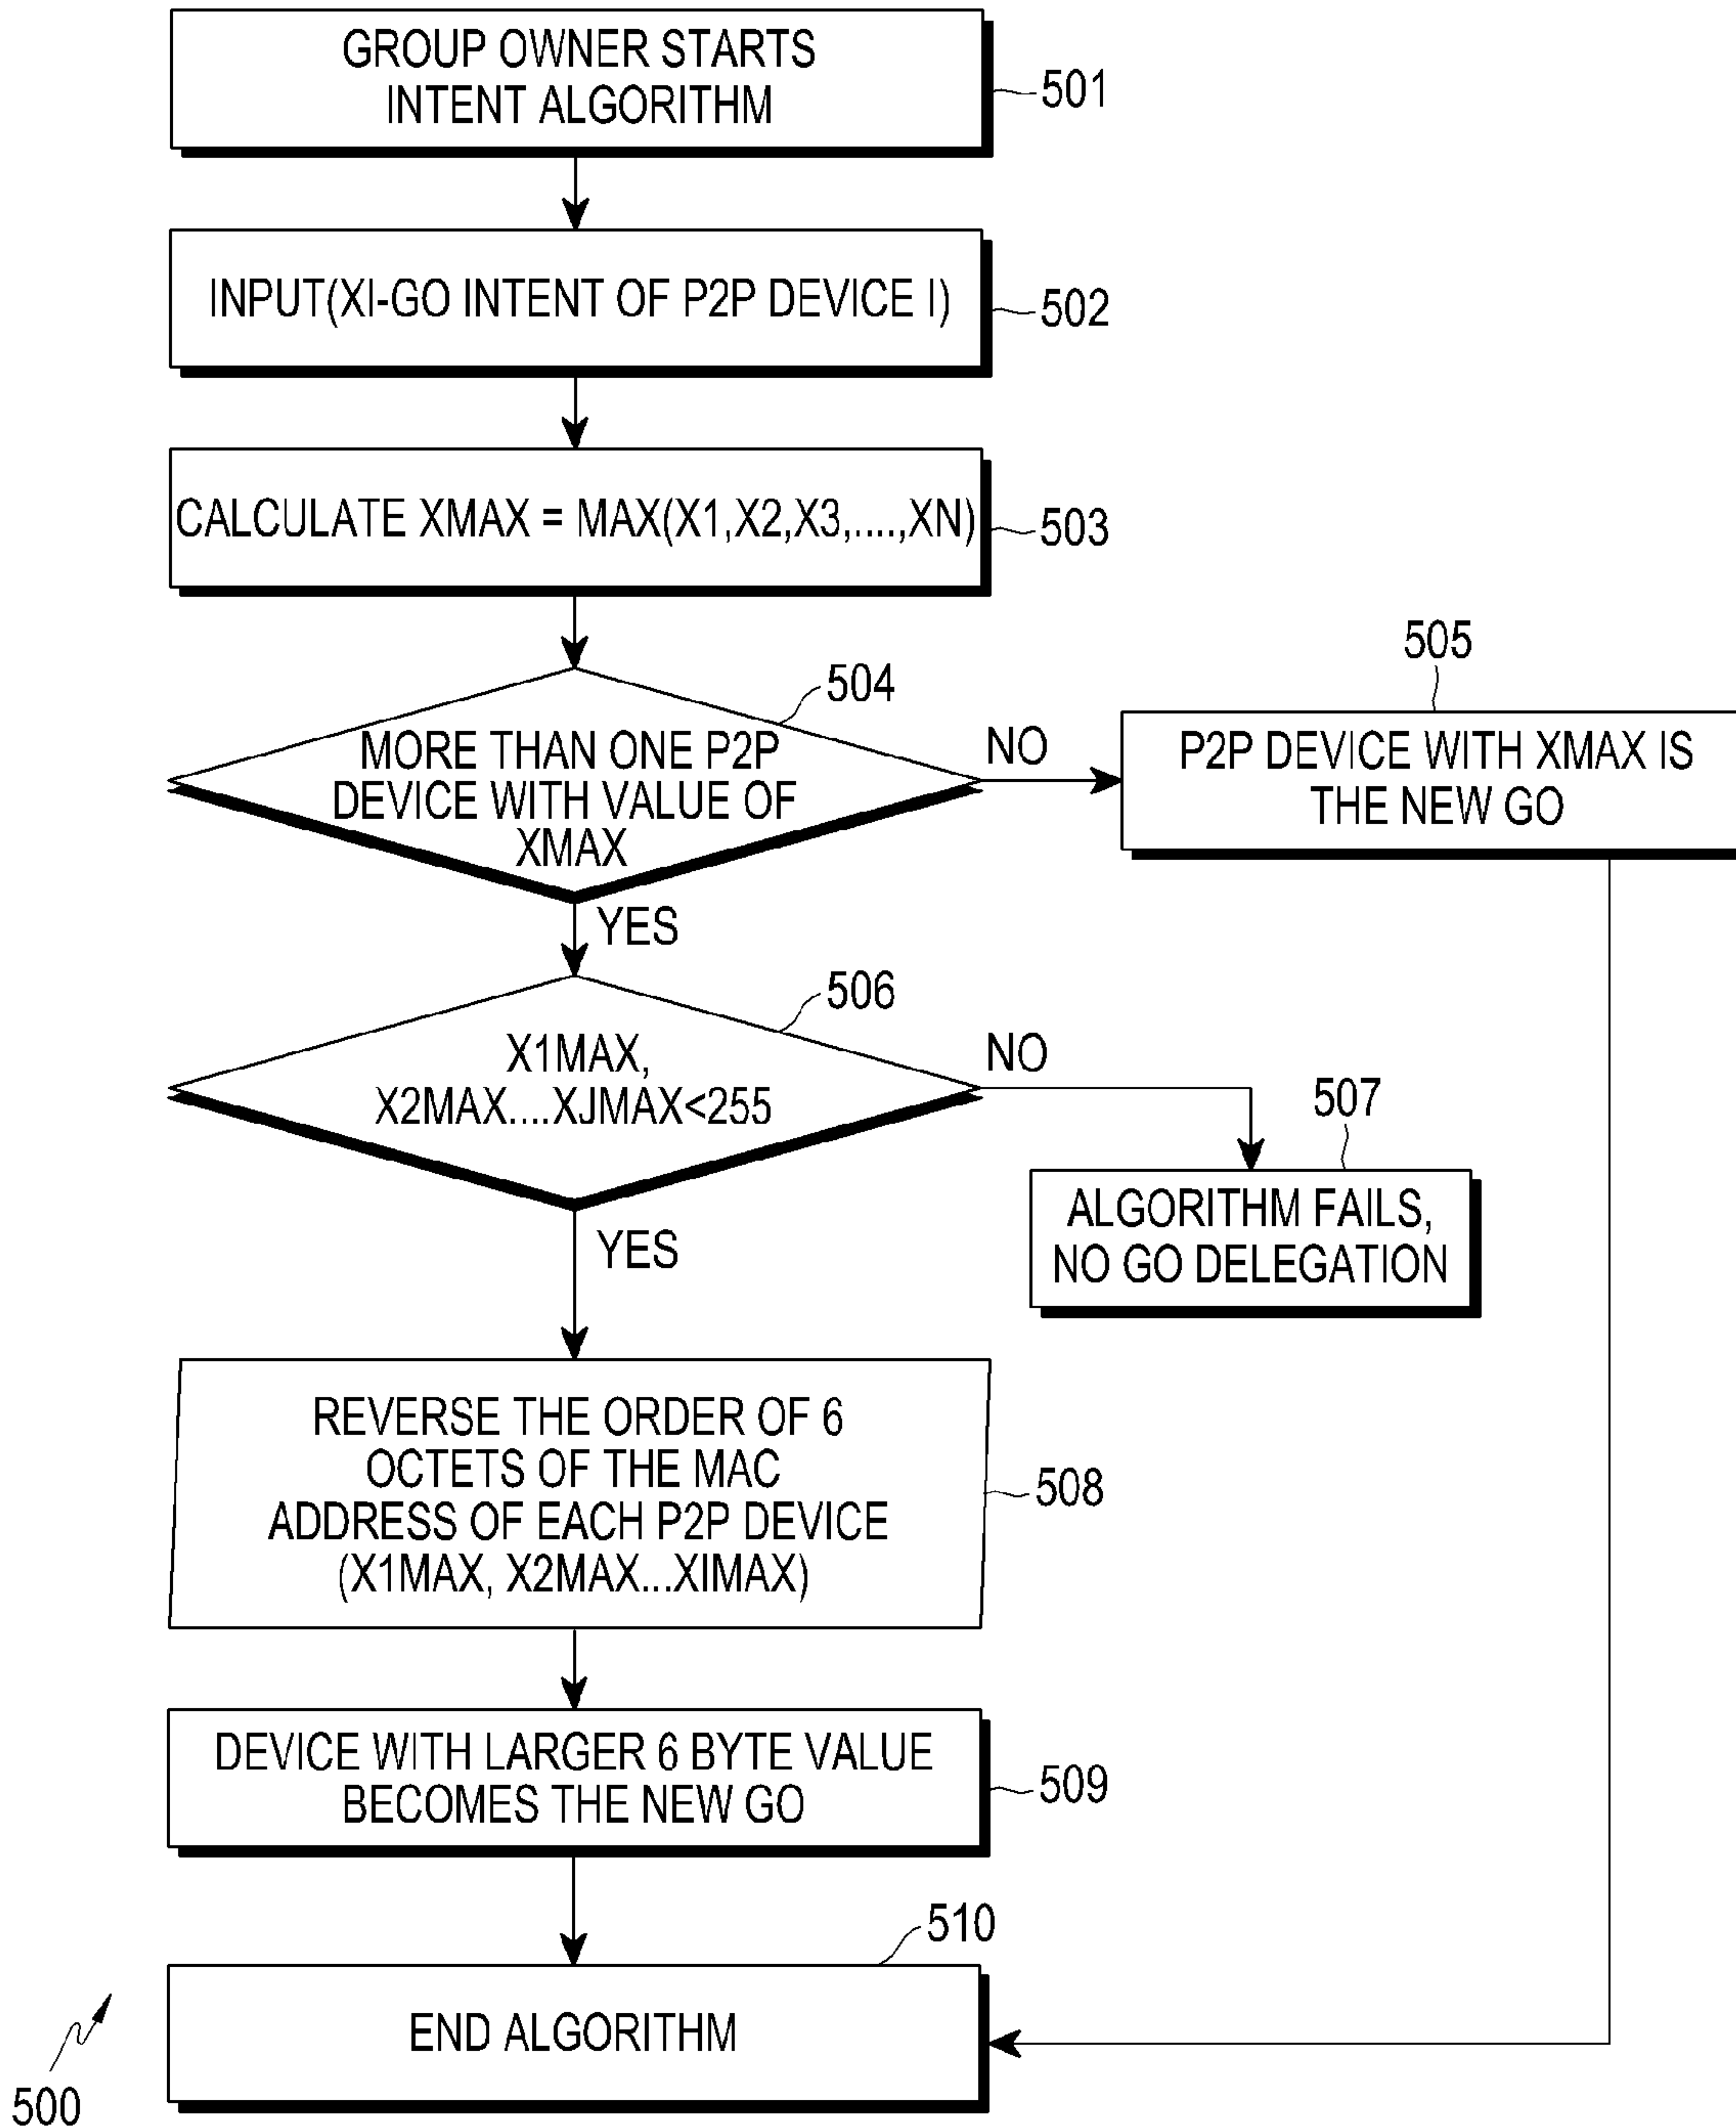 GROUP OWNER STARTS
INTENT ALGORITHM
501
INPUT(XI-GO INTENT OF P2P DEVICE I)
502
CALCULATE XMAX = MAX(X1,X2,X3,....,XN)
503
504
MORE THAN ONE P2P
DEVICE WITH VALUE OF
XMAX
NO
505
P2P DEVICE WITH XMAX IS
THE NEW GO
YES
506
X1MAX,
X2MAX....XJMAX<255
NO
507
ALGORITHM FAILS,
NO GO DELEGATION
YES
REVERSE THE ORDER OF 6
OCTETS OF THE MAC
ADDRESS OF EACH P2P DEVICE
(X1MAX, X2MAX...XIMAX)
508
DEVICE WITH LARGER 6 BYTE VALUE
BECOMES THE NEW GO
509
510
END ALGORITHM
500